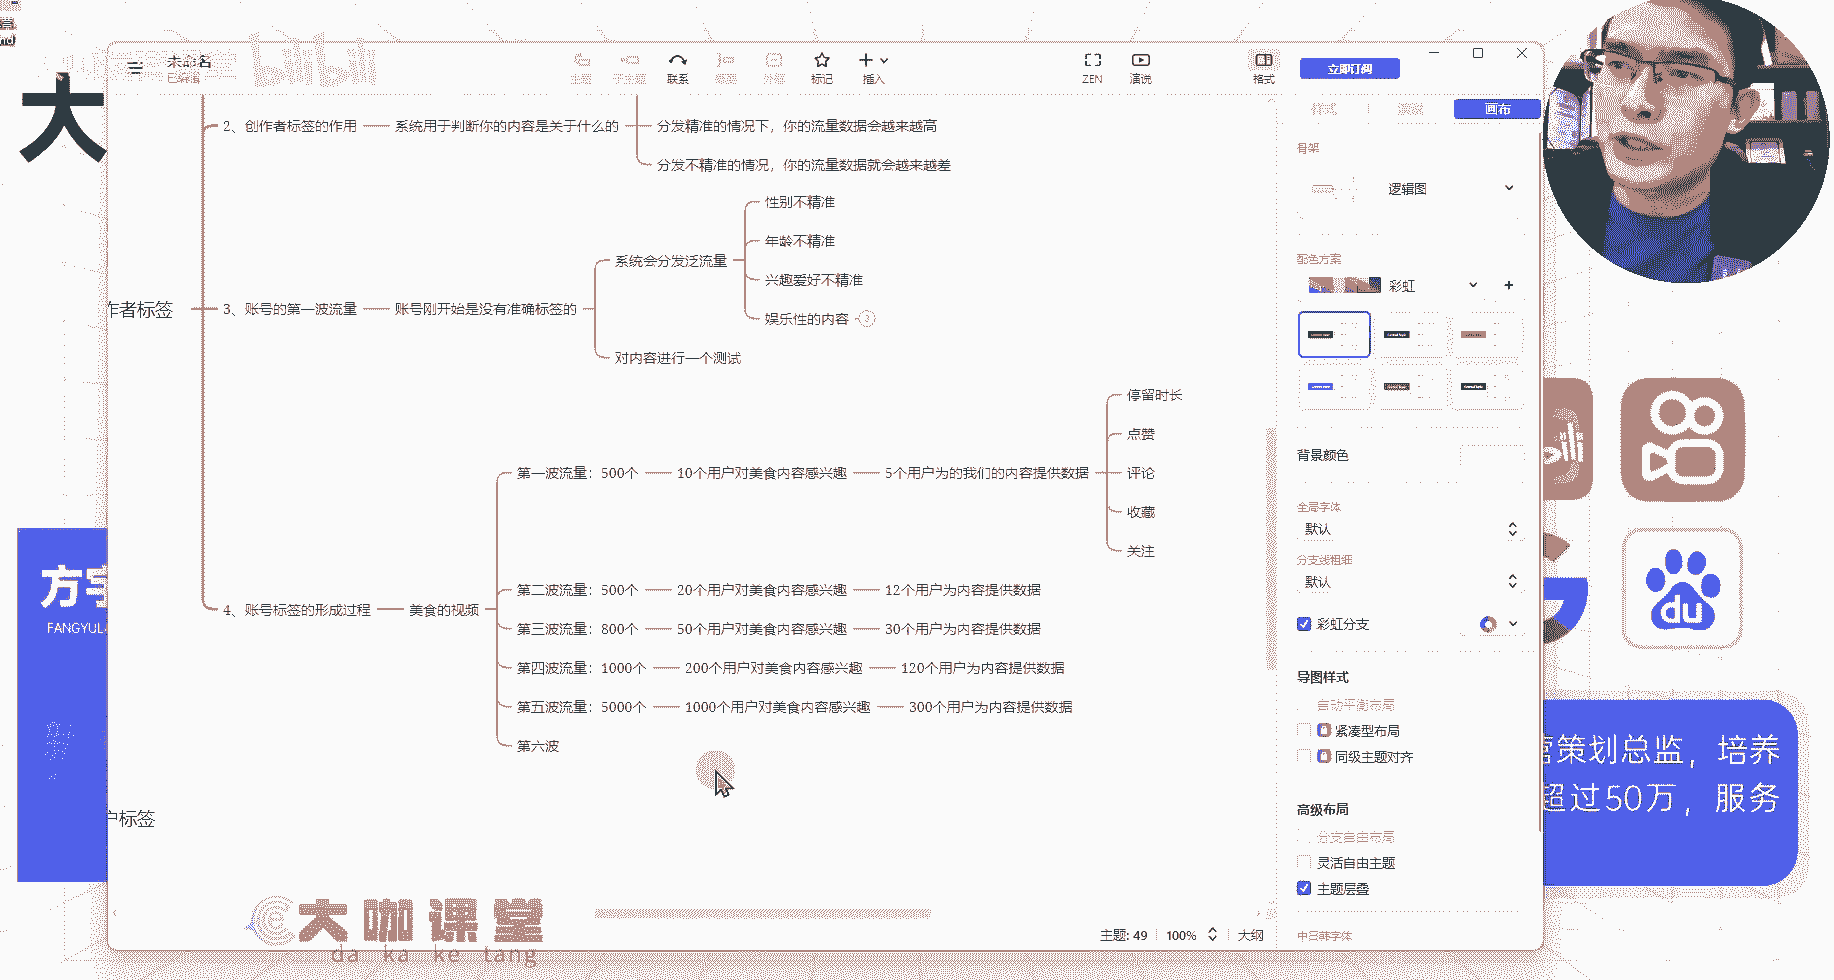 未命名
已编辑
bilibili
主题
子主题
联系
概要
外框
标记
插入
ZEN
演说
格式
立即订阅
样式
演说
画布
大
2、创作者标签的作用
系统用于判断你的内容是关于什么的
分发精准的情况下，你的流量数据会越来越高
分发不精准的情况，你的流量数据就会越来越差
作者标签
3、账号的第一波流量
账号刚开始是没有准确标签的
系统会分发泛流量
性别不精准
年龄不精准
兴趣爱好不精准
娱乐性的内容
2
对内容进行一个测试
4、账号标签的形成过程
美食的视频
第一波流量：500个
10个用户对美食内容感兴趣
5个用户为的我们的内容提供数据
停留时长
点赞
评论
收藏
关注
第二波流量：500个
20个用户对美食内容感兴趣
12个用户为内容提供数据
第三波流量：800个
50个用户对美食内容感兴趣
30个用户为内容提供数据
第四波流量：1000个
200个用户对美食内容感兴趣
120个用户为内容提供数据
第五波流量：5000个
1000个用户对美食内容感兴趣
300个用户为内容提供数据
第六波
户标签
骨架
逻辑图
配色方案
彩虹
背景颜色
全局字体
默认
分支线粗细
默认
彩虹分支
导图样式
自动平衡布局
紧凑型布局
同级主题对齐
高级布局
分支自由布局
灵活自由主题
主题层叠
中日韩字体
主题: 49
100%
大纲
方宇
FANGYUL
du
营策划总监，培养
超过50万，服务
大咖课堂
da ka ke tang